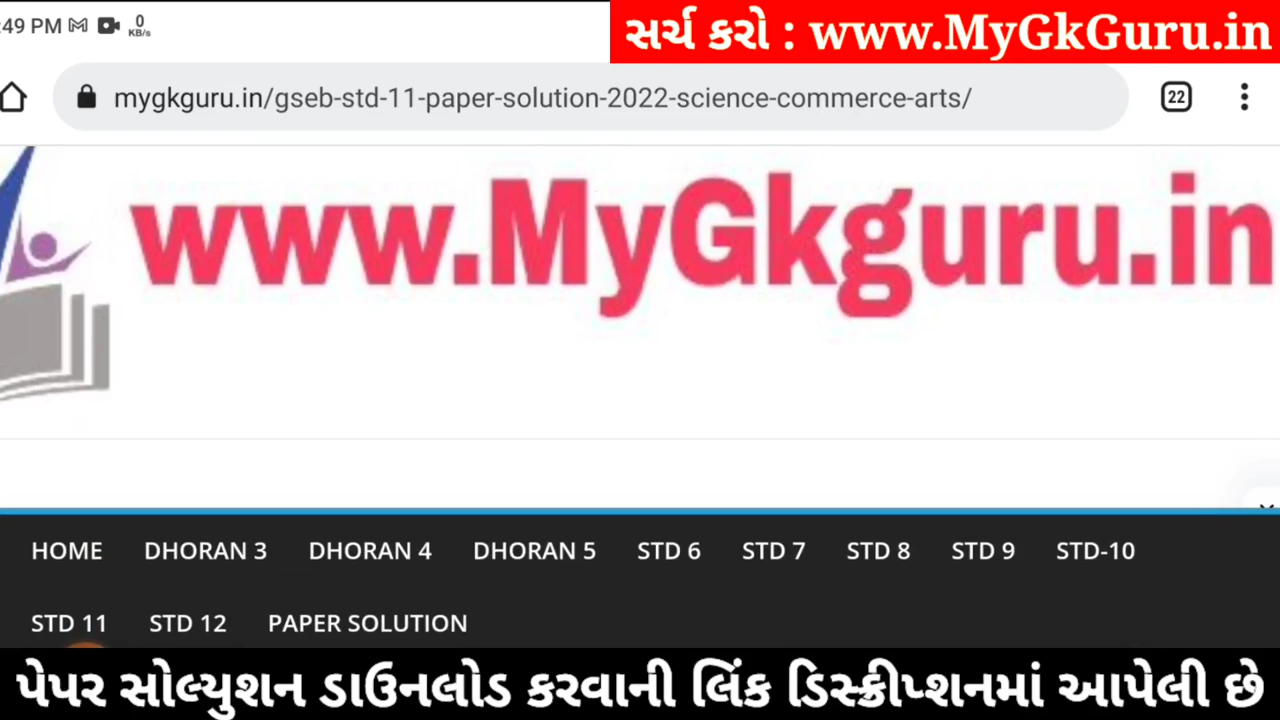 :49 PM 0 KB/s
સર્ચ કરો : www.MyGkGuru.in
mygkguru.in/gseb-std-11-paper-solution-2022-science-commerce-arts/ 22
www.MyGkguru.in
HOME DHORAN 3 DHORAN 4 DHORAN 5 STD 6 STD 7 STD 8 STD 9 STD-10
STD 11 STD 12 PAPER SOLUTION
પેપર સોલ્યુશન ડાઉનલોડ કરવાની લિંક ડિસ્ક્રીપ્શનમાં આપેલી છે